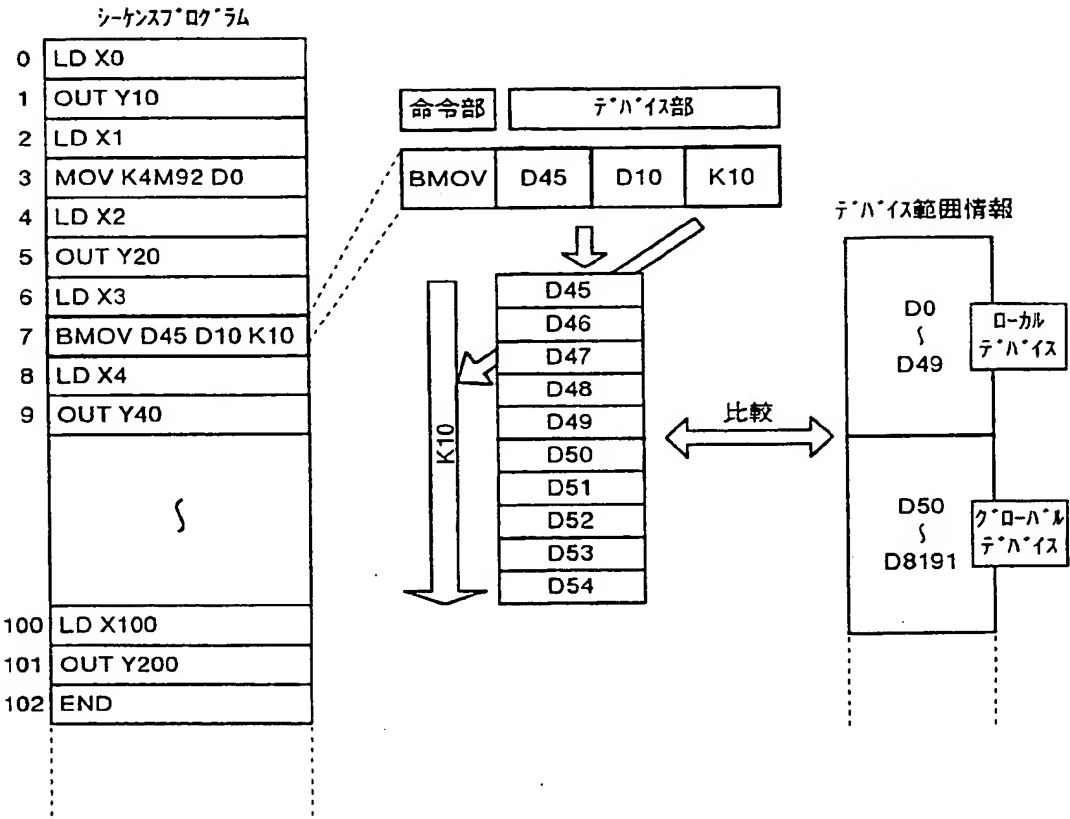 シーケンスプログラム
0 LD X0
1 OUT Y10
2 LD X1
3 MOV K4M92 D0
4 LD X2
5 OUT Y20
6 LD X3
7 BMOV D45 D10 K10
8 LD X4
9 OUT Y40
〜
100 LD X100
101 OUT Y200
102 END
命令部 デバイス部
BMOV D45 D10 K10
D45
D46
D47
D48
D49
D50
D51
D52
D53
D54
K10
比較
デバイス範囲情報
D0
〜
D49
ローカル
デバイス
D50
〜
D8191
グローバル
デバイス